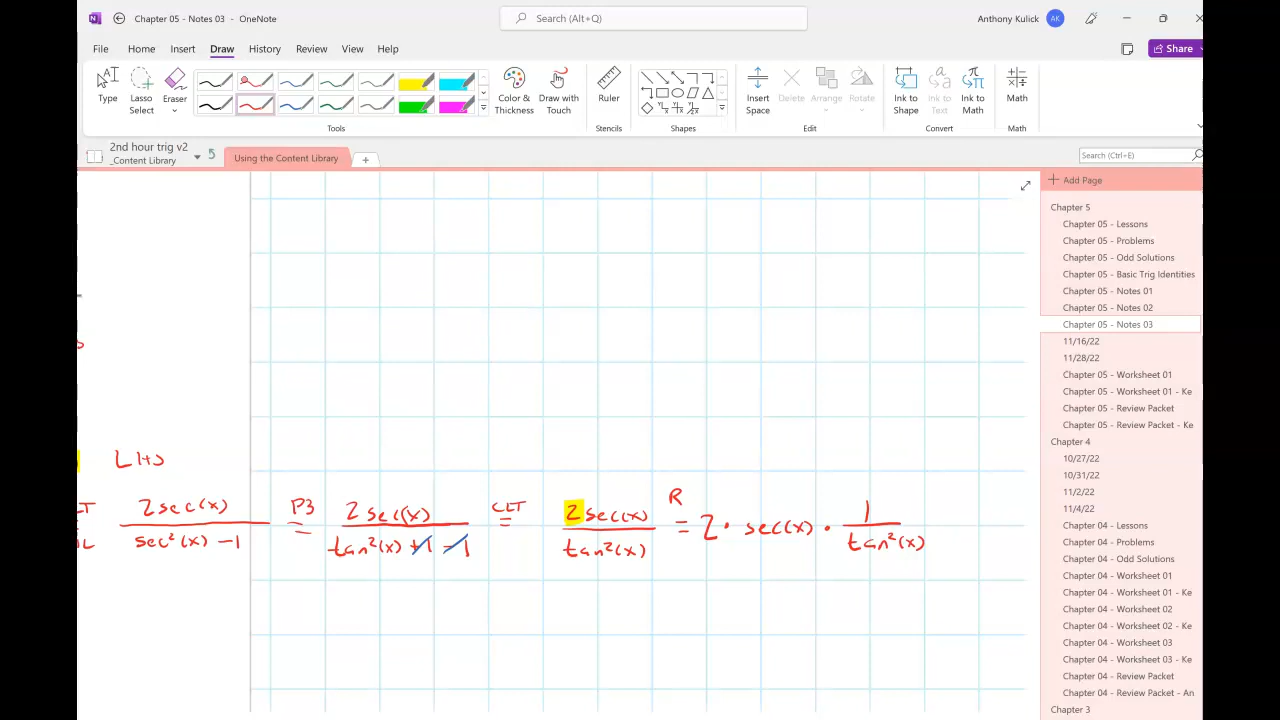 Chapter 05 - Notes 03 - OneNote
Search (Alt+Q)
Anthony Kulick AK
File Home Insert Draw History Review View Help
Share
Type Lasso Select Eraser
Color & Thickness Draw with Touch Ruler
Insert Space Delete Arrange Rotate
Ink to Shape Ink to Text Ink to Math Math
Tools Stencils Shapes Edit Convert Math
2nd hour trig v2
_Content Library
Using the Content Library
Search (Ctrl+E)
Add Page
Chapter 5
Chapter 05 - Lessons
Chapter 05 - Problems
Chapter 05 - Odd Solutions
Chapter 05 - Basic Trig Identities
Chapter 05 - Notes 01
Chapter 05 - Notes 02
Chapter 05 - Notes 03
11/16/22
11/28/22
Chapter 05 - Worksheet 01
Chapter 05 - Worksheet 01 - Ke
Chapter 05 - Review Packet
Chapter 05 - Review Packet - Ke
Chapter 4
10/27/22
10/31/22
11/2/22
11/4/22
Chapter 04 - Lessons
Chapter 04 - Problems
Chapter 04 - Odd Solutions
Chapter 04 - Worksheet 01
Chapter 04 - Worksheet 01 - Ke
Chapter 04 - Worksheet 02
Chapter 04 - Worksheet 02 - Ke
Chapter 04 - Worksheet 03
Chapter 04 - Worksheet 03 - Ke
Chapter 04 - Review Packet
Chapter 04 - Review Packet - An
Chapter 3
LHS
2sec(x) / sec²(x) - 1 P3 = 2sec(x) / tan²(x) + 1 - 1 CLT = 2sec(x) / tan²(x) R = 2 · sec(x) · 1 / tan²(x)